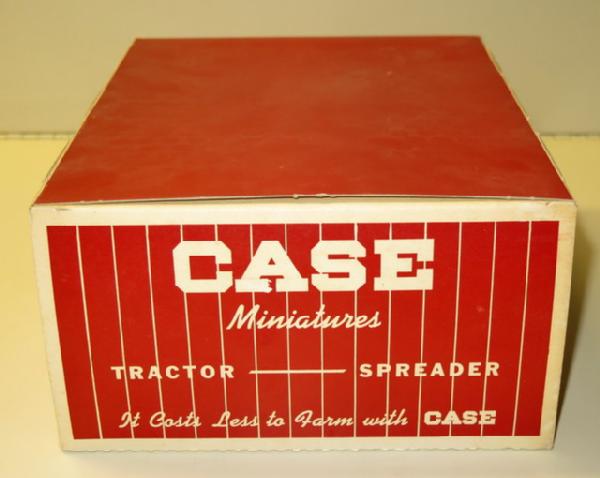 CASE
Miniatures
TRACTOR — SPREADER
It Costs Less to Farm with CASE